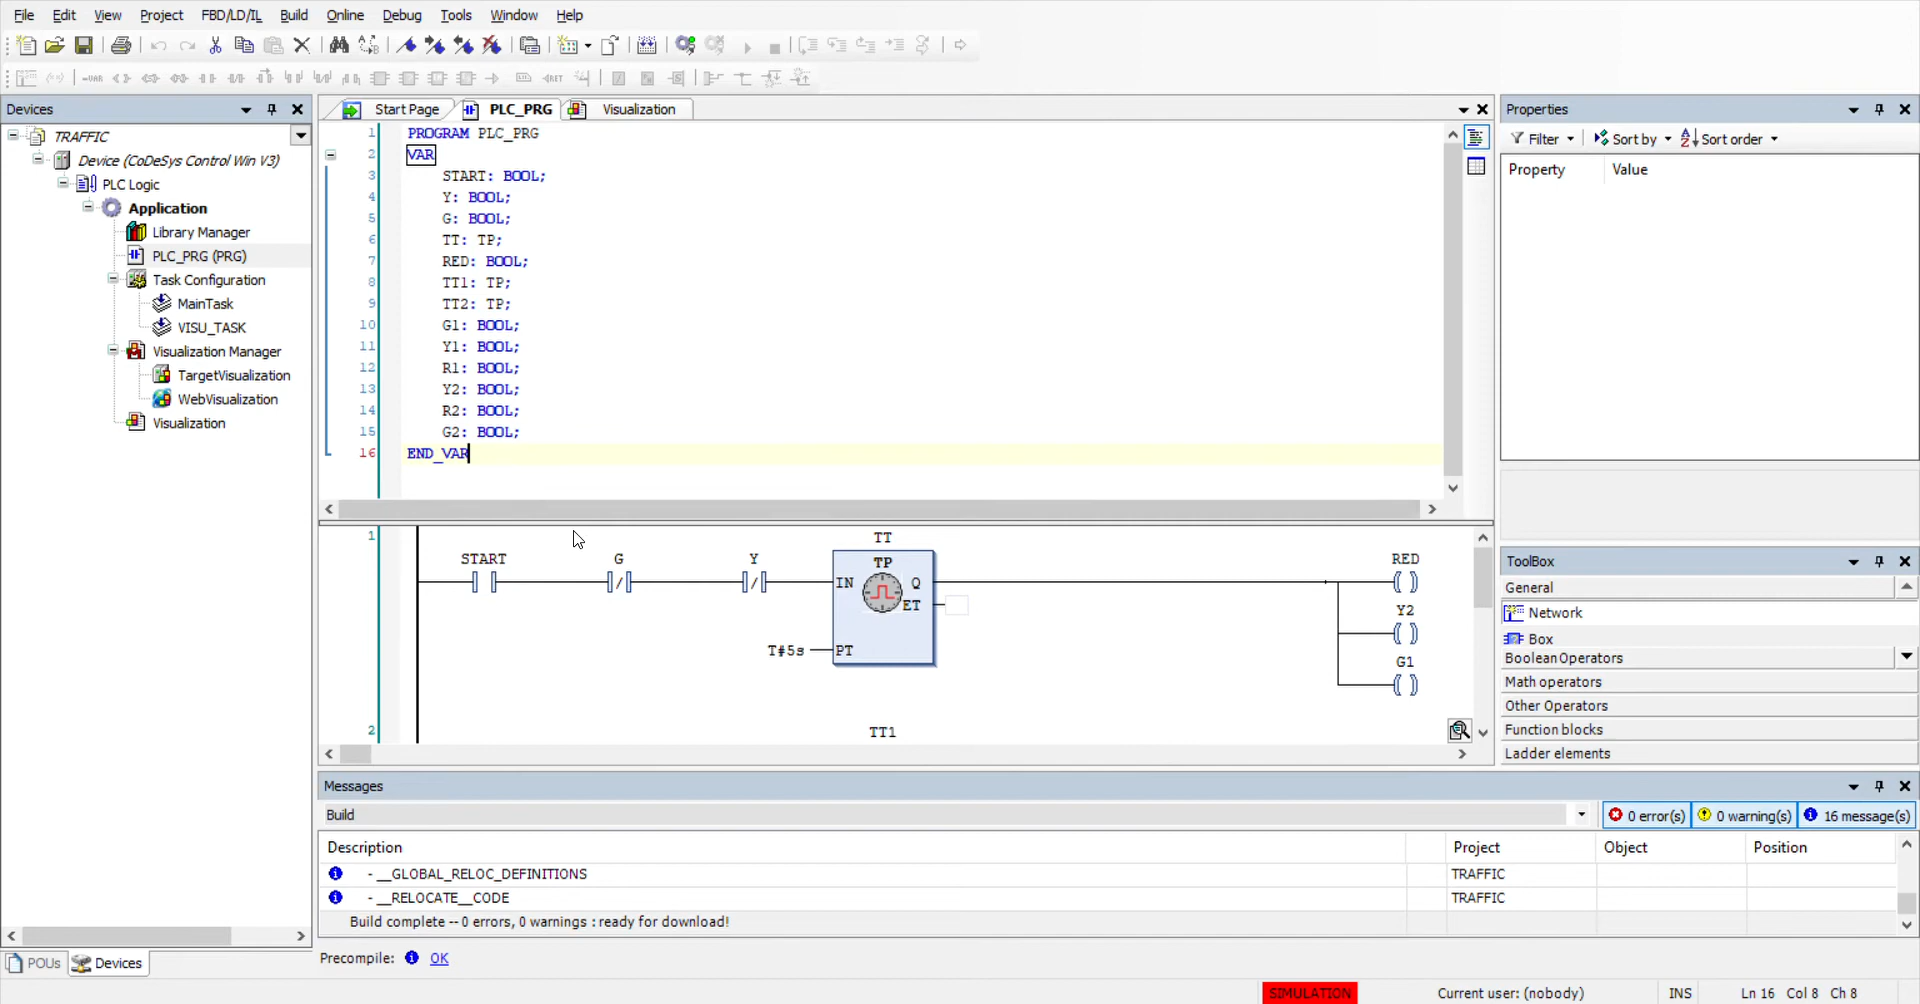 File Edit View Project FBD/LD/IL Build Online Debug Tools Window Help
Devices
TRAFFIC
Device (CoDeSys Control Win V3)
PLC Logic
Application
Library Manager
PLC_PRG (PRG)
Task Configuration
MainTask
VISU_TASK
Visualization Manager
TargetVisualization
WebVisualization
Visualization
POUs Devices
Start Page PLC_PRG Visualization
1 PROGRAM PLC_PRG
2 VAR
3 START: BOOL;
4 Y: BOOL;
5 G: BOOL;
6 TT: TP;
7 RED: BOOL;
8 TT1: TP;
9 TT2: TP;
10 G1: BOOL;
11 Y1: BOOL;
12 R1: BOOL;
13 Y2: BOOL;
14 R2: BOOL;
15 G2: BOOL;
16 END_VAR
1
TT
START G Y TP RED
IN Q
ET
Y2
T#5s PT
G1
2 TT1
Messages
Build 0 error(s) 0 warning(s) 16 message(s)
Description Project Object Position
- __GLOBAL_RELOC_DEFINITIONS TRAFFIC
- __RELOCATE__CODE TRAFFIC
Build complete -- 0 errors, 0 warnings : ready for download!
Precompile: OK
Properties
Filter Sort by Sort order
Property Value
ToolBox
General
Network
Box
Boolean Operators
Math operators
Other Operators
Function blocks
Ladder elements
SIMULATION Current user: (nobody) INS Ln 16 Col 8 Ch 8